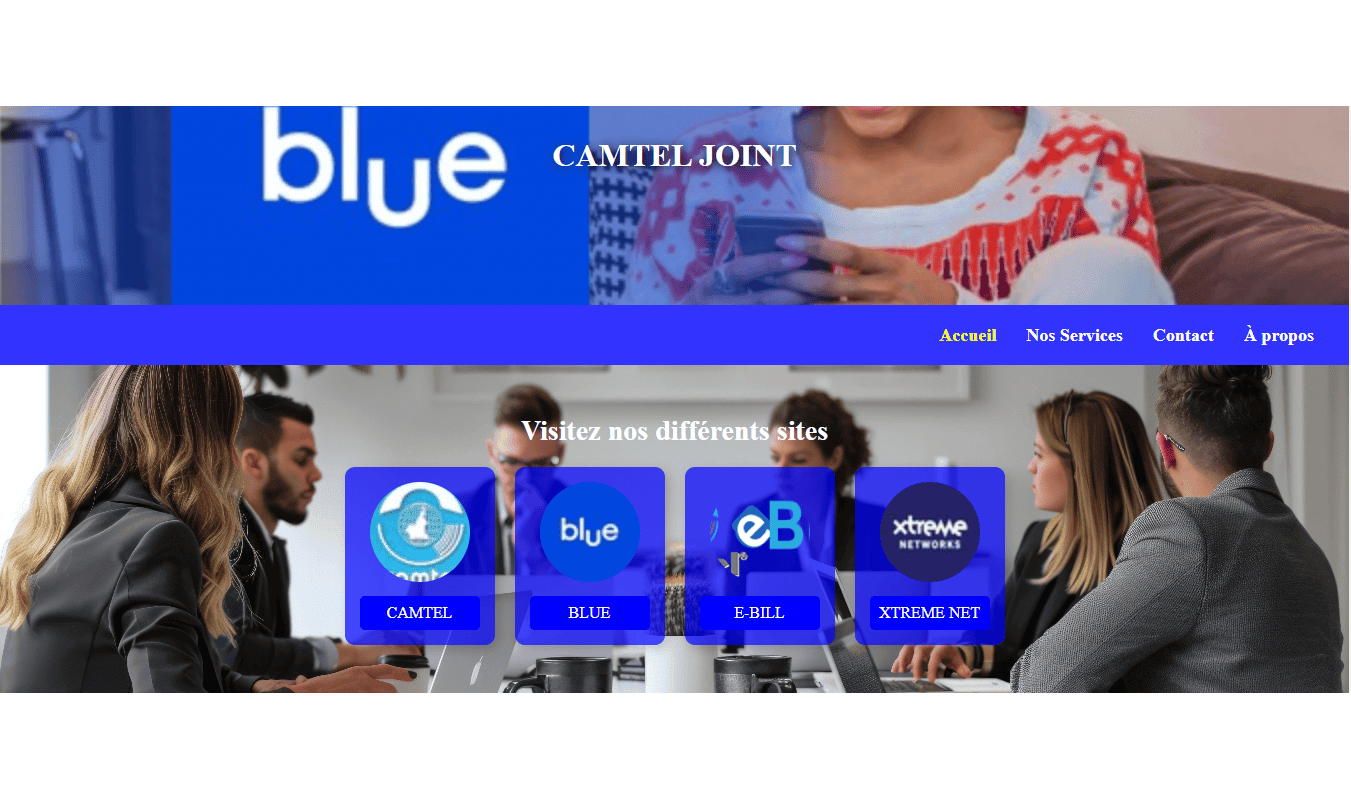 blue
CAMTEL JOINT
Accueil Nos Services Contact À propos
Visitez nos différents sites
blue
eB
xtreme
NETWORKS
CAMTEL BLUE E-BILL XTREME NET